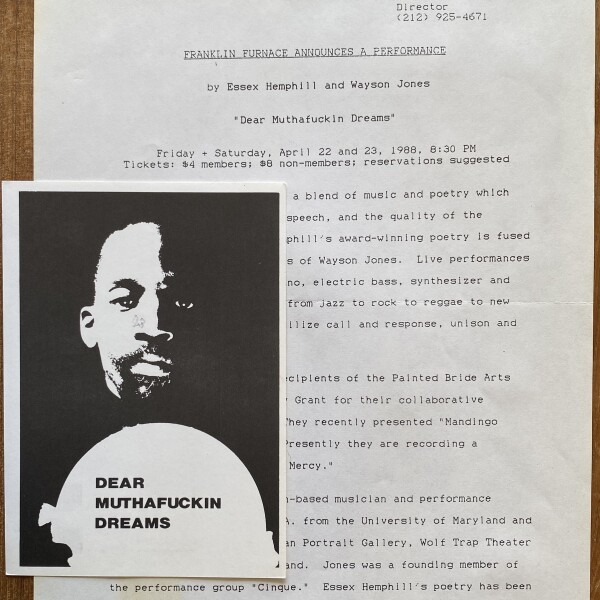 Director
(212) 925-4671
FRANKLIN FURNACE ANNOUNCES A PERFORMANCE
by Essex Hemphill and Wayson Jones
"Dear Muthafuckin Dreams"
Friday + Saturday, April 22 and 23, 1988, 8:30 PM
Tickets: $4 members; $8 non-members; reservations suggested
a blend of music and poetry which
speech, and the quality of the
phill's award-winning poetry is fused
s of Wayson Jones. Live performances
no, electric bass, synthesizer and
from jazz to rock to reggae to new
ilize call and response, unison and
ecipients of the Painted Bride Arts
y Grant for their collaborative
They recently presented "Mandingo
Presently they are recording a
Mercy."
n-based musician and performance
A. from the University of Maryland and
an Portrait Gallery, Wolf Trap Theater
and. Jones was a founding member of
the performance group "Cinque." Essex Hemphill's poetry has been
DEAR
MUTHAFUCKIN
DREAMS